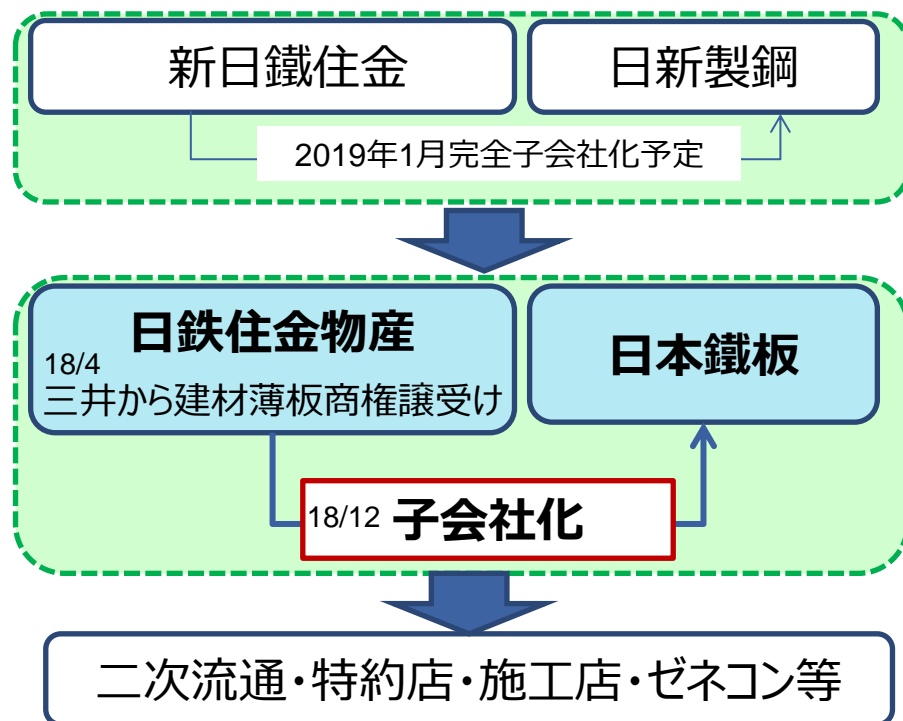 新日鐵住金
日新製鋼
2019年1月完全子会社化予定
日鉄住金物産
18/4
三井から建材薄板商権譲受け
日本鐵板
18/12 子会社化
二次流通・特約店・施工店・ゼネコン等